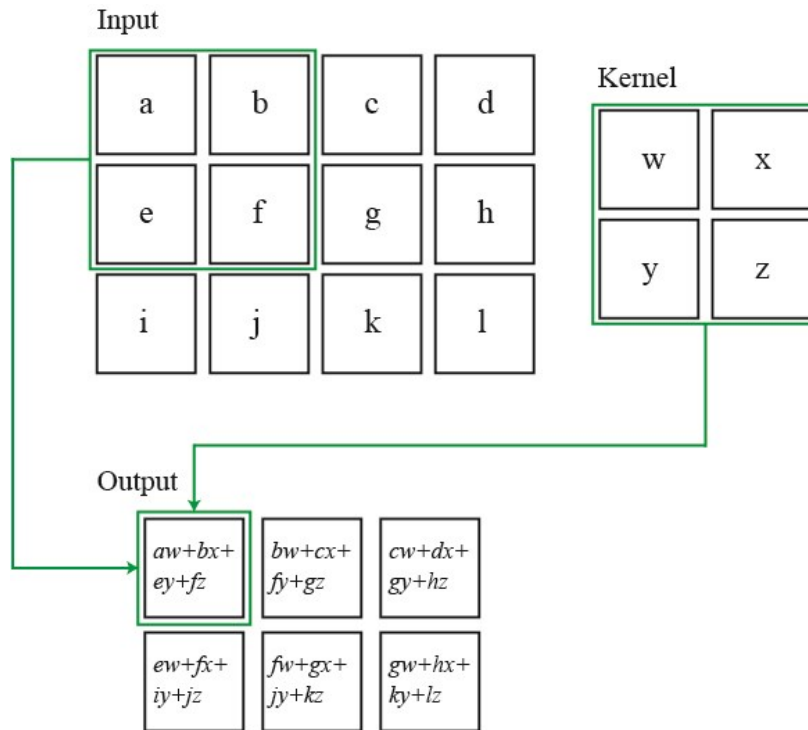 Input
a b c d
e f g h
i j k l
Kernel
w x
y z
Output
aw+bx+
ey+fz
bw+cx+
fy+gz
cw+dx+
gy+hz
ew+fx+
iy+jz
fw+gx+
jy+kz
gw+hx+
ky+lz